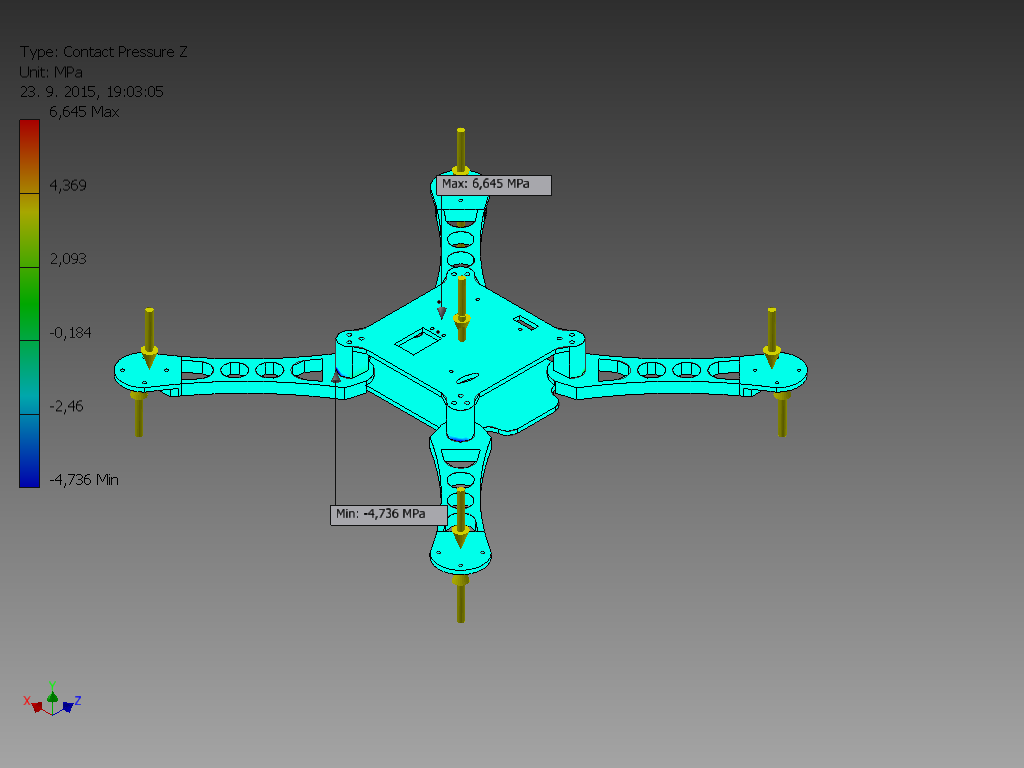 Type: Contact Pressure Z
Unit: MPa
23. 9. 2015, 19:03:05
6,645 Max
4,369
2,093
-0,184
-2,46
-4,736 Min
Max: 6,645 MPa
Min: -4,736 MPa
Y
X
Z